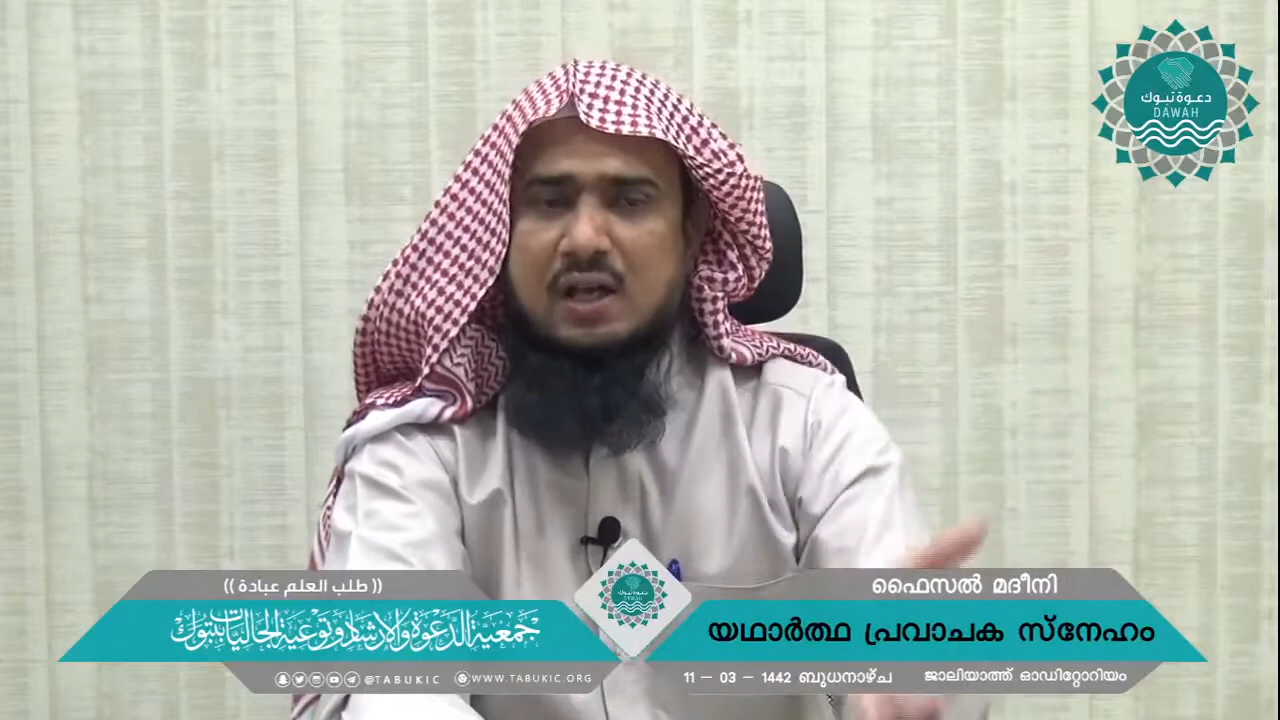 دعوة تبوك
DAWAH
(( طلب العلم عبادة ))
جمعية الدعوة والإرشاد وتوعية الجاليات بتبوك
@TABUKIC
WWW.TABUKIC.ORG
ഫൈസൽ മദീനി
യഥാർത്ഥ പ്രവാചക സ്നേഹം
11 – 03 – 1442 ബുധനാഴ്ച
ജാലിയാത്ത് ഓഡിറ്റോറിയം